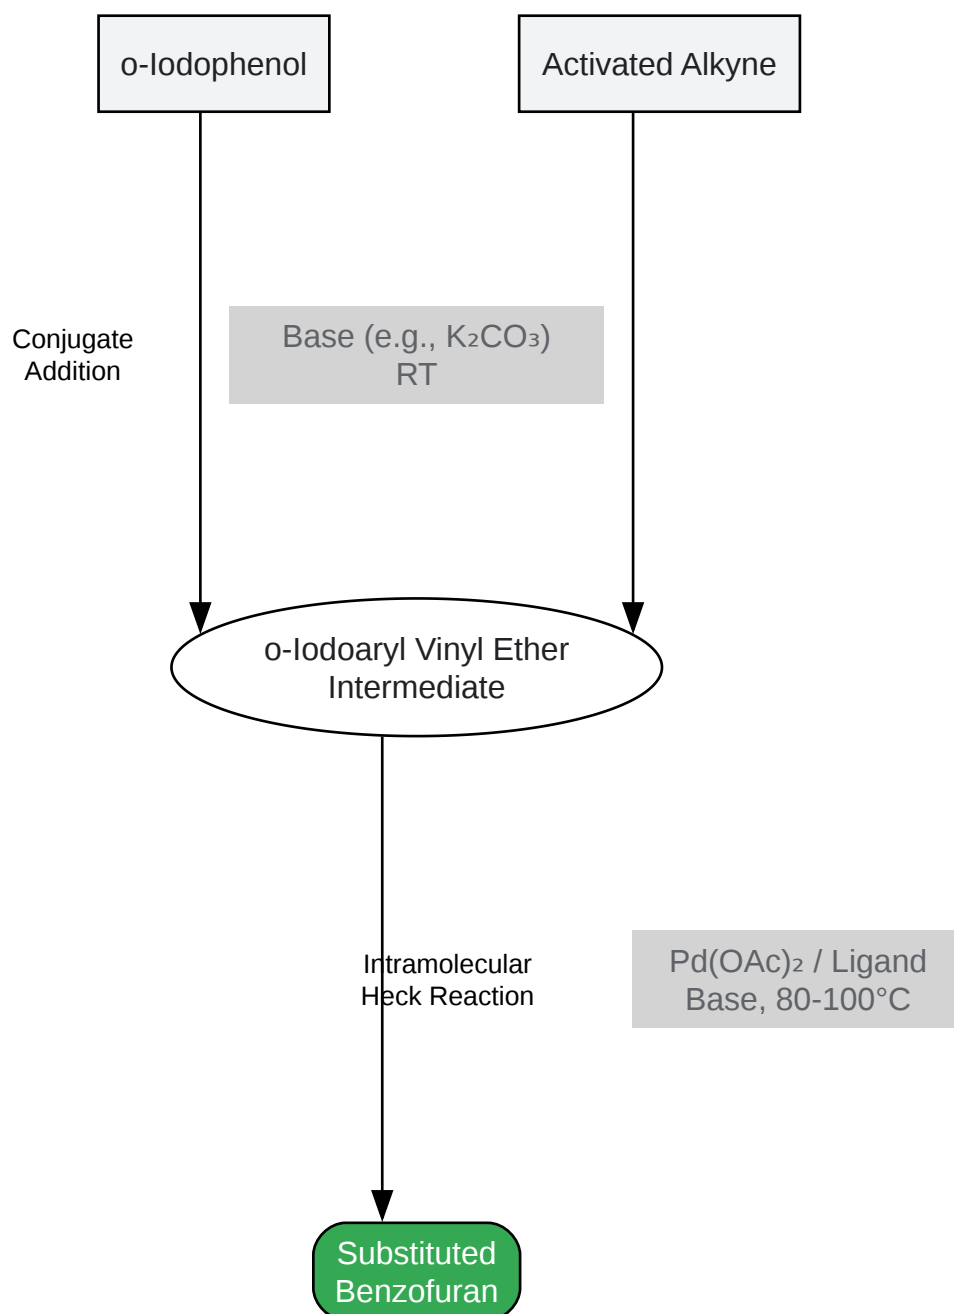 o-Iodophenol
Activated Alkyne
Conjugate
Addition
Base (e.g., K₂CO₃)
RT
o-Iodoaryl Vinyl Ether
Intermediate
Intramolecular
Heck Reaction
Pd(OAc)₂ / Ligand
Base, 80-100°C
Substituted
Benzofuran